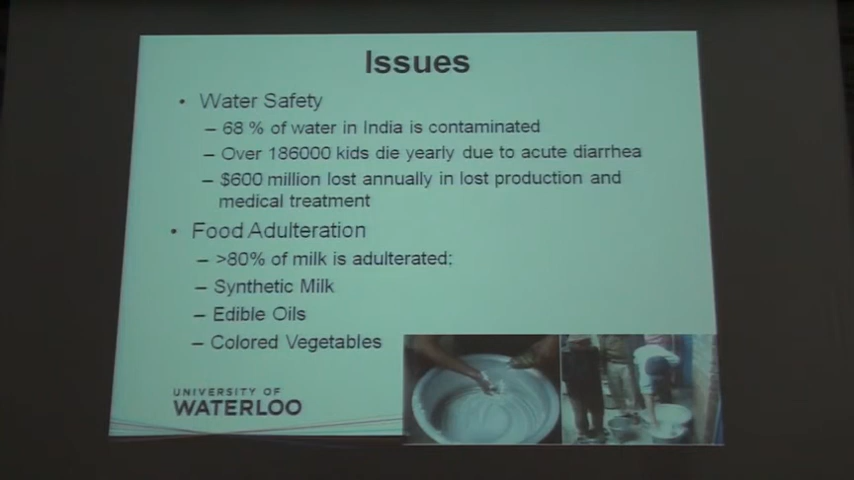 Issues
• Water Safety
– 68 % of water in India is contaminated
– Over 186000 kids die yearly due to acute diarrhea
– $600 million lost annually in lost production and
medical treatment
• Food Adulteration
– >80% of milk is adulterated;
– Synthetic Milk
– Edible Oils
– Colored Vegetables
UNIVERSITY OF
WATERLOO